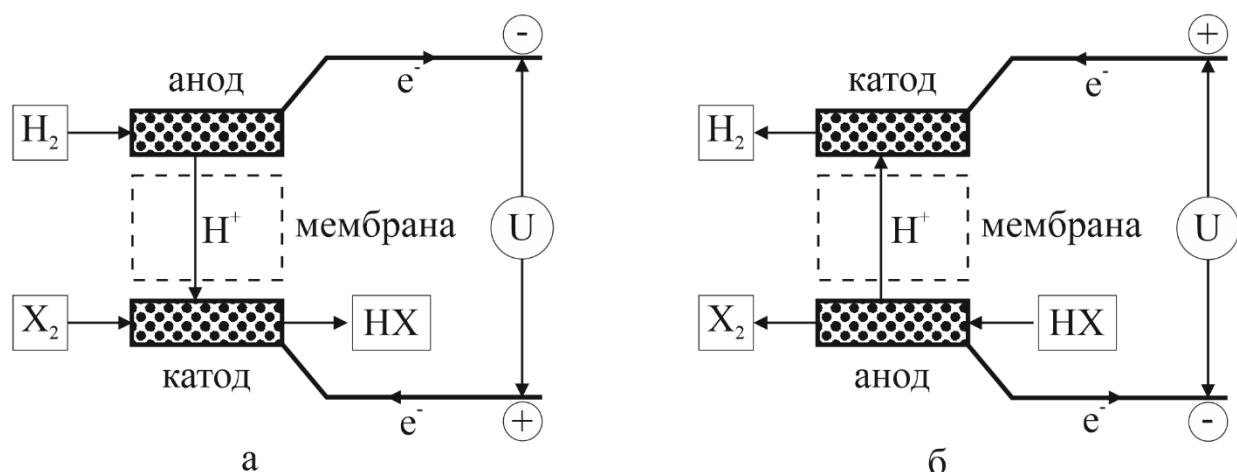 -
анод
e⁻
H₂
H⁺
мембрана
U
X₂
HX
катод
e⁻
+
а
+
катод
e⁻
H₂
H⁺
мембрана
U
X₂
HX
анод
e⁻
-
б